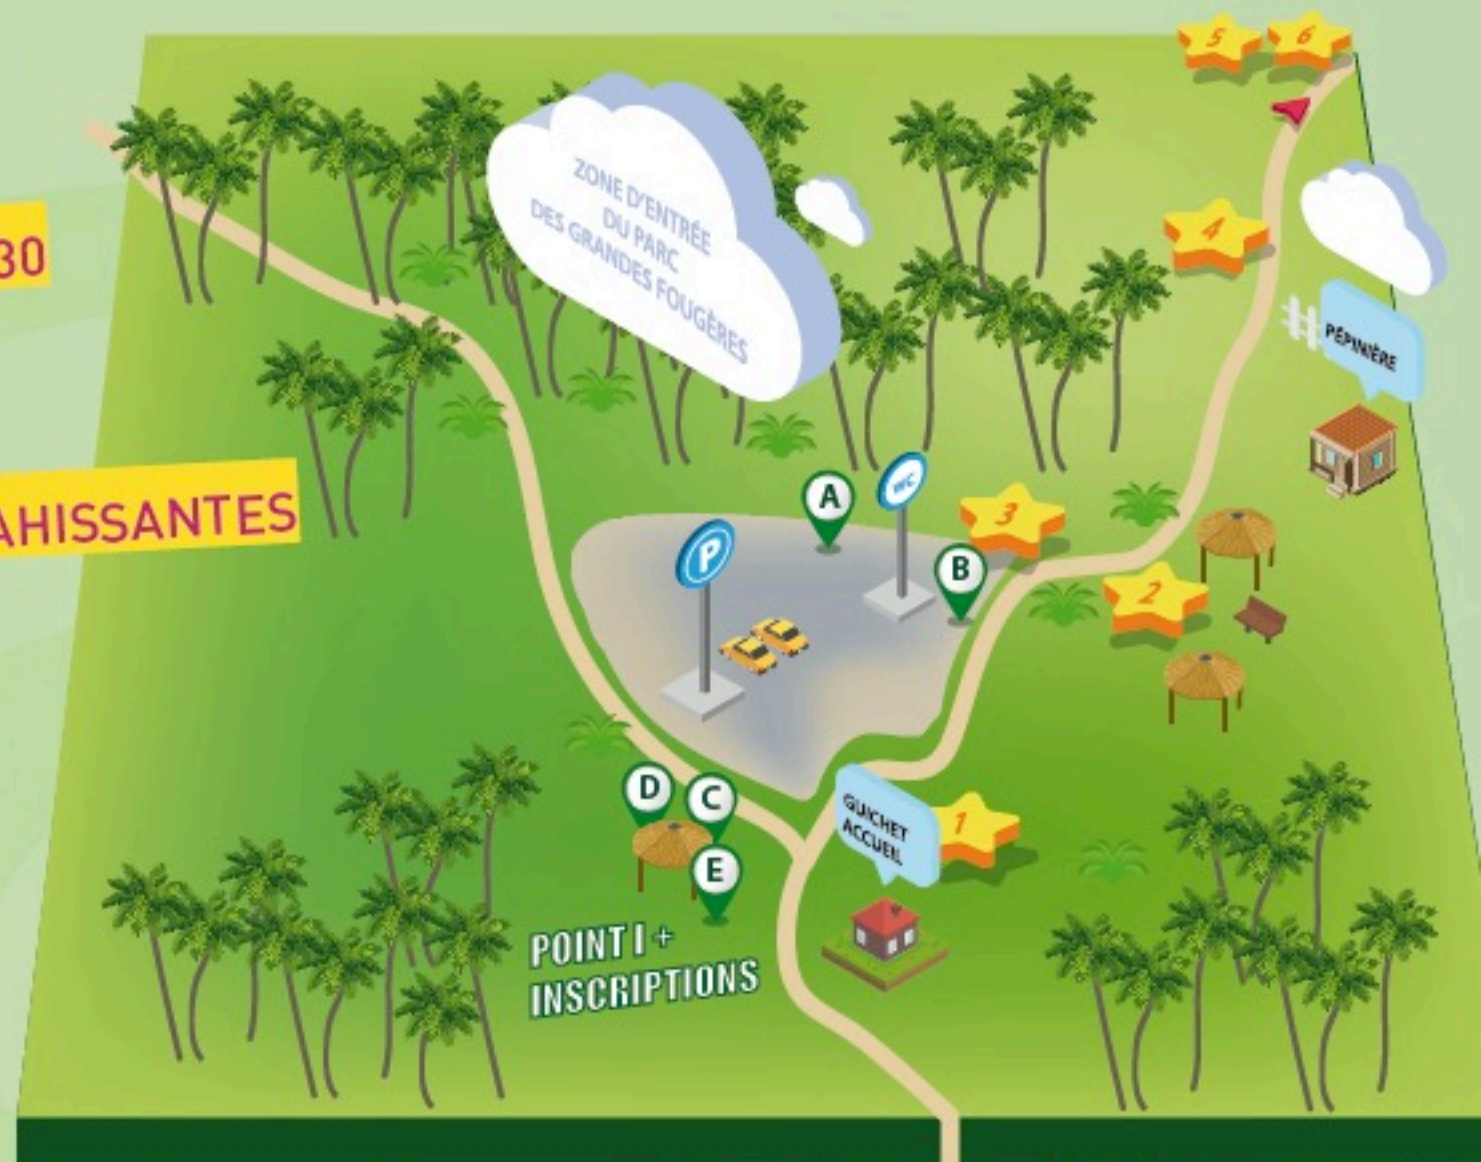 5
6
ZONE D'ENTRÉE
DU PARC
DES GRANDES FOUGÈRES
4
30
PÉPINIÈRE
AHISSANTES
A
WC
3
P
B
2
D
C
GUICHET
ACCUEIL
1
E
POINT I +
INSCRIPTIONS